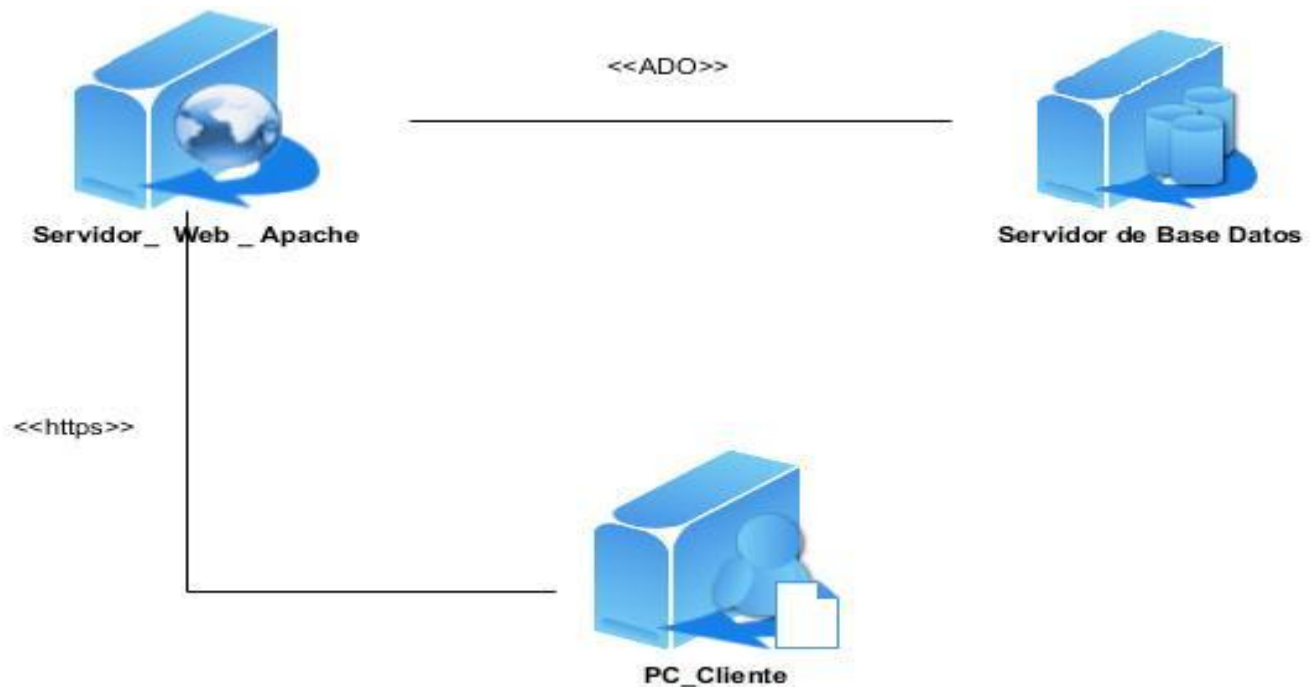 <<ADO>>
Servidor_ Web _ Apache
Servidor de Base Datos
<<https>>
PC_Cliente